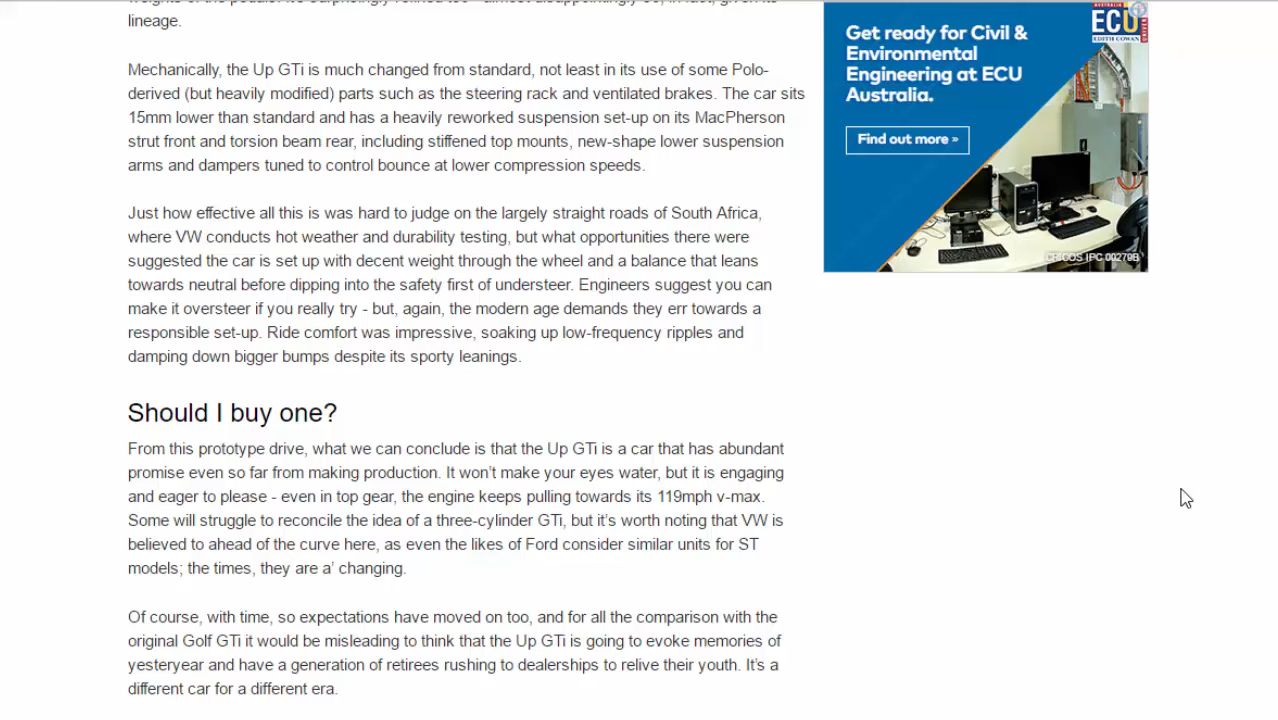 lineage.
Mechanically, the Up GTi is much changed from standard, not least in its use of some Polo-
derived (but heavily modified) parts such as the steering rack and ventilated brakes. The car sits
15mm lower than standard and has a heavily reworked suspension set-up on its MacPherson
strut front and torsion beam rear, including stiffened top mounts, new-shape lower suspension
arms and dampers tuned to control bounce at lower compression speeds.
Just how effective all this is was hard to judge on the largely straight roads of South Africa,
where VW conducts hot weather and durability testing, but what opportunities there were
suggested the car is set up with decent weight through the wheel and a balance that leans
towards neutral before dipping into the safety first of understeer. Engineers suggest you can
make it oversteer if you really try - but, again, the modern age demands they err towards a
responsible set-up. Ride comfort was impressive, soaking up low-frequency ripples and
damping down bigger bumps despite its sporty leanings.
Should I buy one?
From this prototype drive, what we can conclude is that the Up GTi is a car that has abundant
promise even so far from making production. It won’t make your eyes water, but it is engaging
and eager to please - even in top gear, the engine keeps pulling towards its 119mph v-max.
Some will struggle to reconcile the idea of a three-cylinder GTi, but it’s worth noting that VW is
believed to ahead of the curve here, as even the likes of Ford consider similar units for ST
models; the times, they are a’ changing.
Of course, with time, so expectations have moved on too, and for all the comparison with the
original Golf GTi it would be misleading to think that the Up GTi is going to evoke memories of
yesteryear and have a generation of retirees rushing to dealerships to relive their youth. It’s a
different car for a different era.
Get ready for Civil &
Environmental
Engineering at ECU
Australia.
Find out more »
AUSTRALIA
ECU
EDITH COWAN
CRICOS IPC 00279B